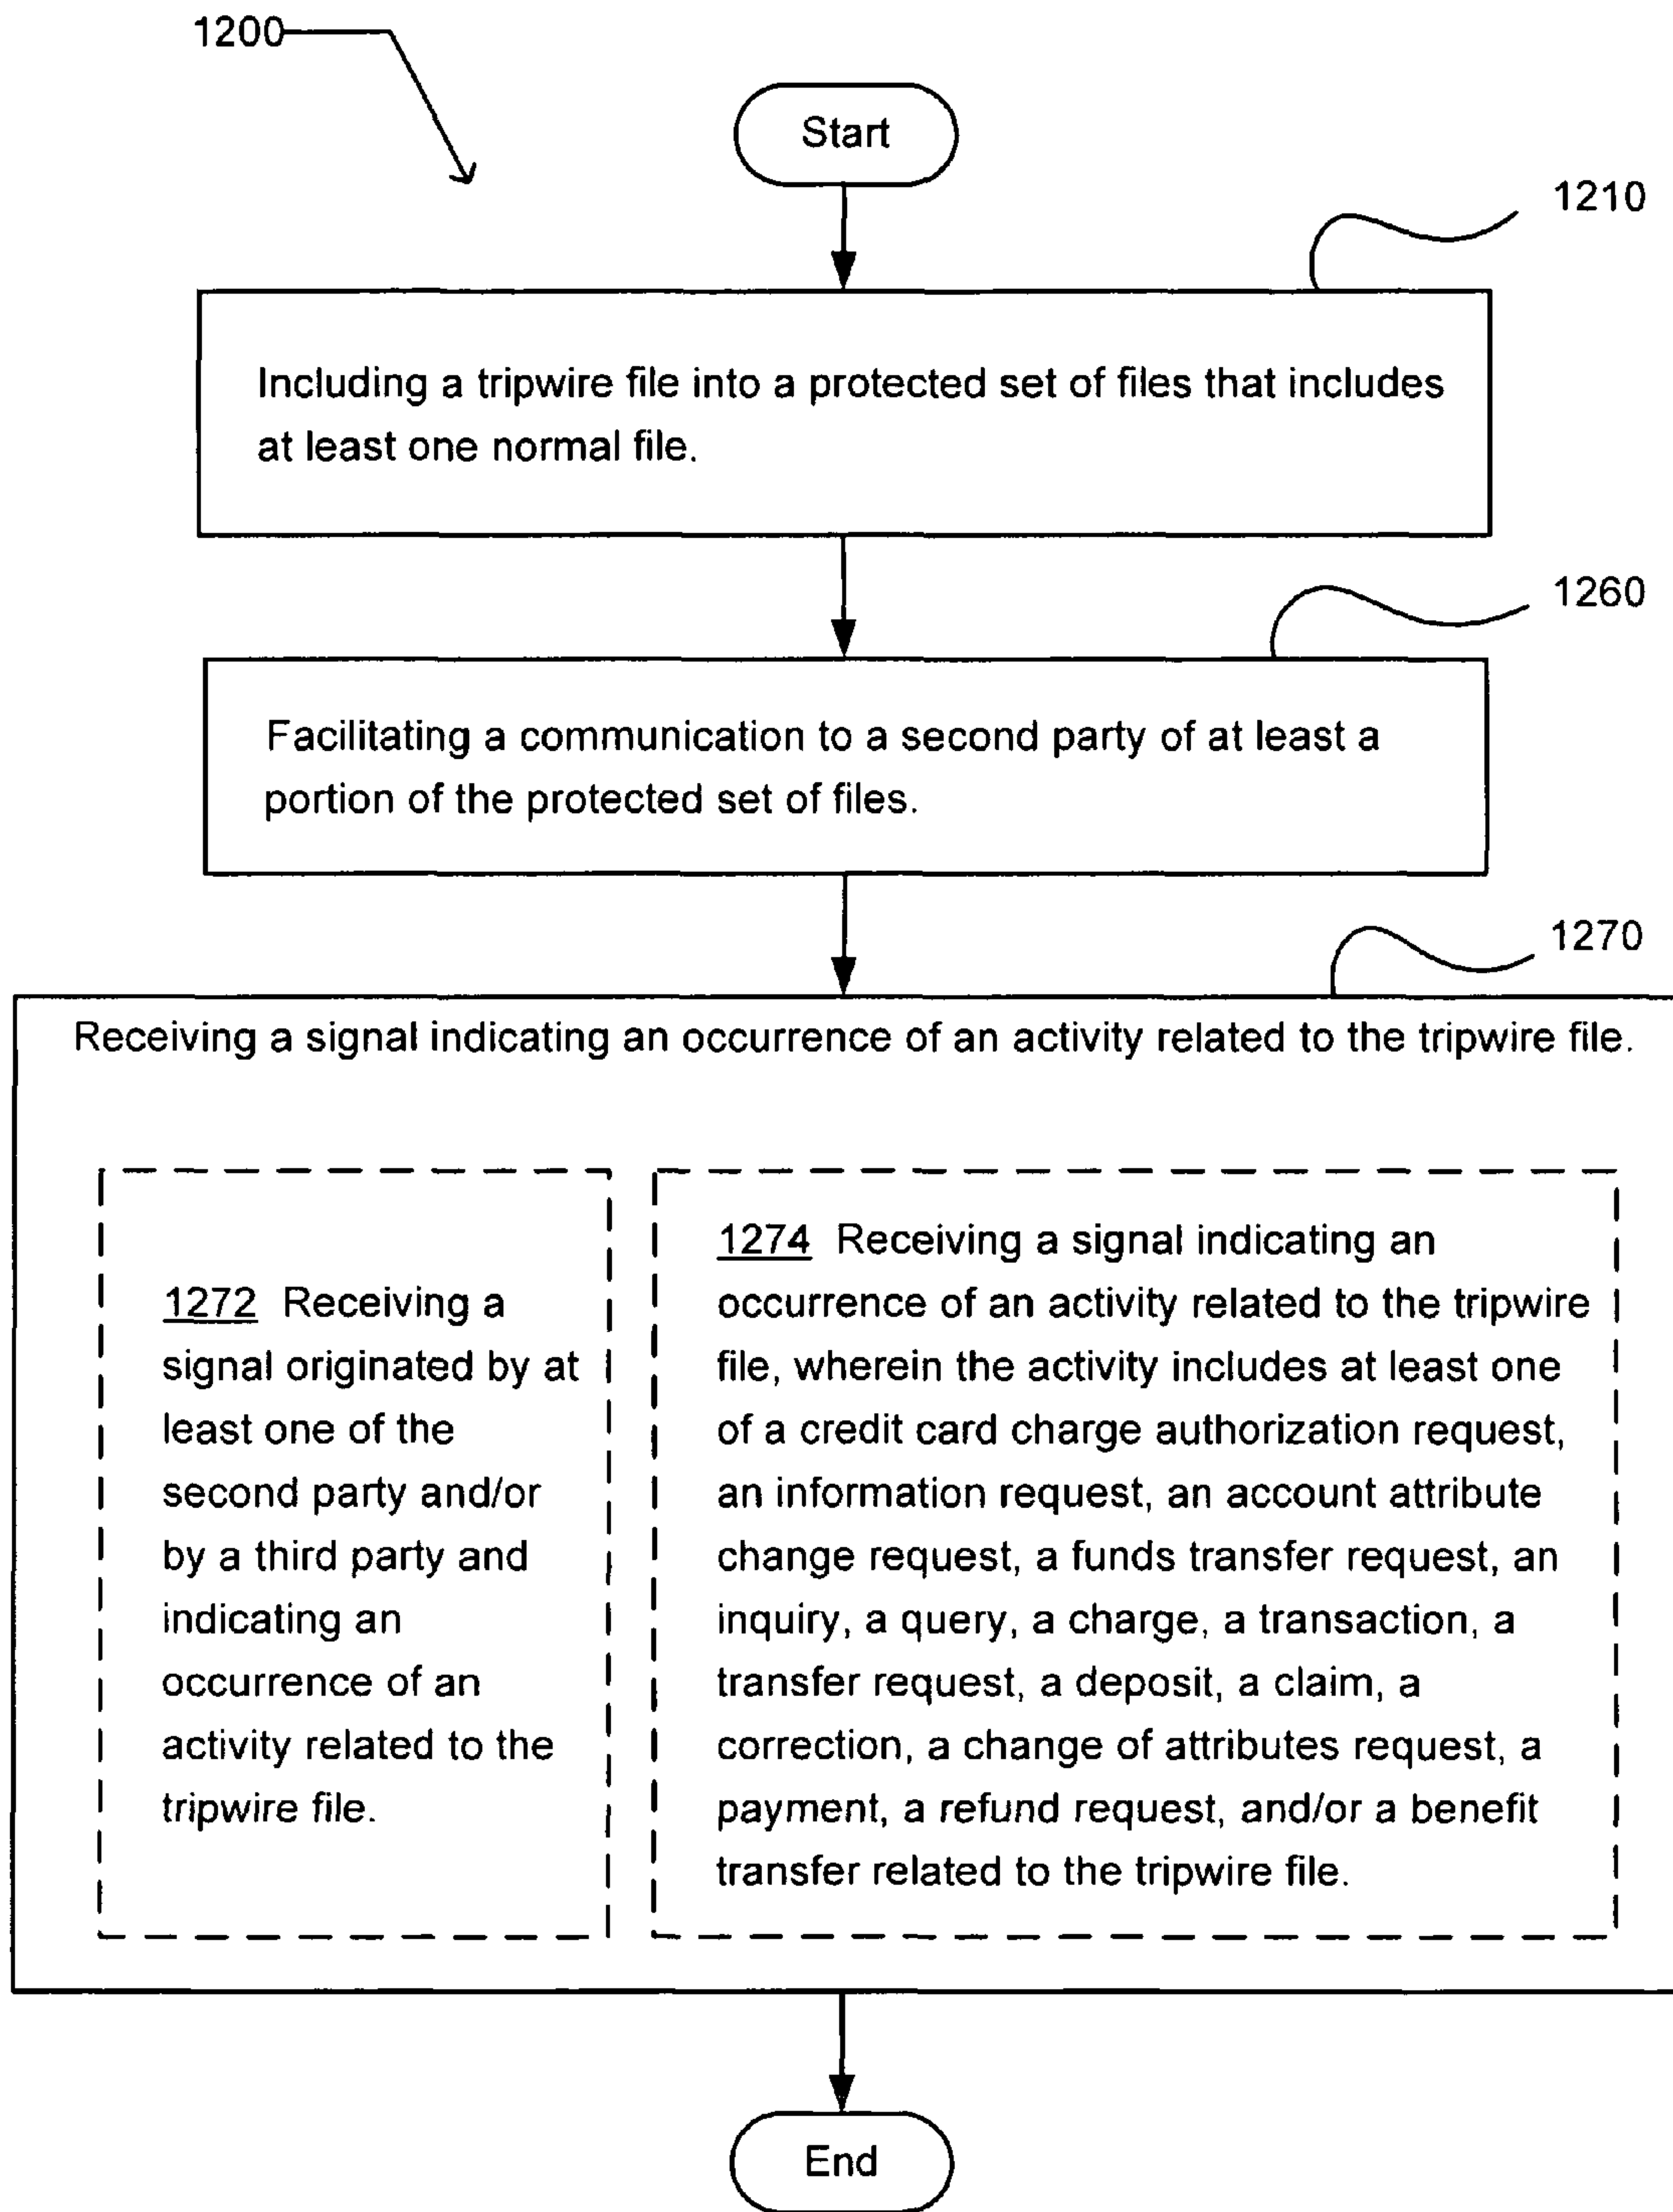 1200
Start
1210
Including a tripwire file into a protected set of files that includes
at least one normal file.
1260
Facilitating a communication to a second party of at least a
portion of the protected set of files.
1270
Receiving a signal indicating an occurrence of an activity related to the tripwire file.
1272 Receiving a
signal originated by at
least one of the
second party and/or
by a third party and
indicating an
occurrence of an
activity related to the
tripwire file.
1274 Receiving a signal indicating an
occurrence of an activity related to the tripwire
file, wherein the activity includes at least one
of a credit card charge authorization request,
an information request, an account attribute
change request, a funds transfer request, an
inquiry, a query, a charge, a transaction, a
transfer request, a deposit, a claim, a
correction, a change of attributes request, a
payment, a refund request, and/or a benefit
transfer related to the tripwire file.
End